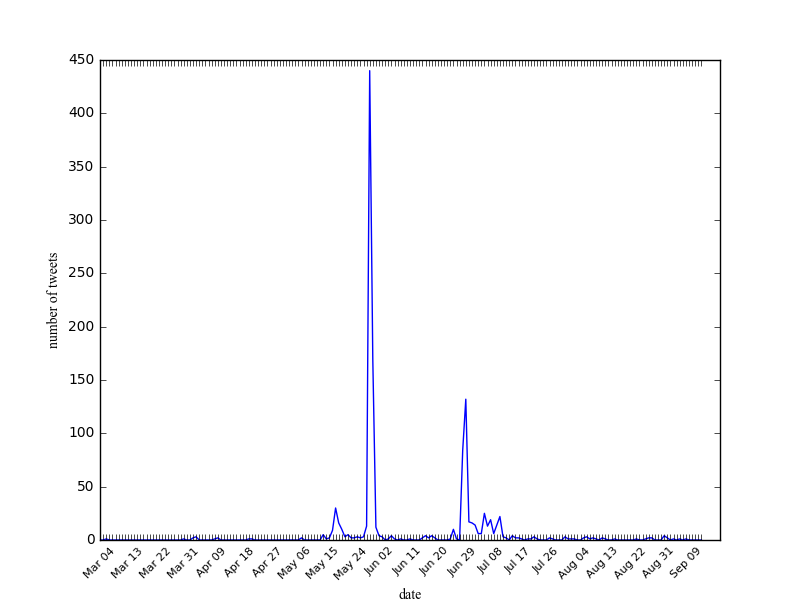 450
400
350
300
250
200
150
100
50
0
number of tweets
Mar 04
Mar 13
Mar 22
Mar 31
Apr 09
Apr 18
Apr 27
May 06
May 15
May 24
Jun 02
Jun 11
Jun 20
Jun 29
Jul 08
Jul 17
Jul 26
Aug 04
Aug 13
Aug 22
Aug 31
Sep 09
date